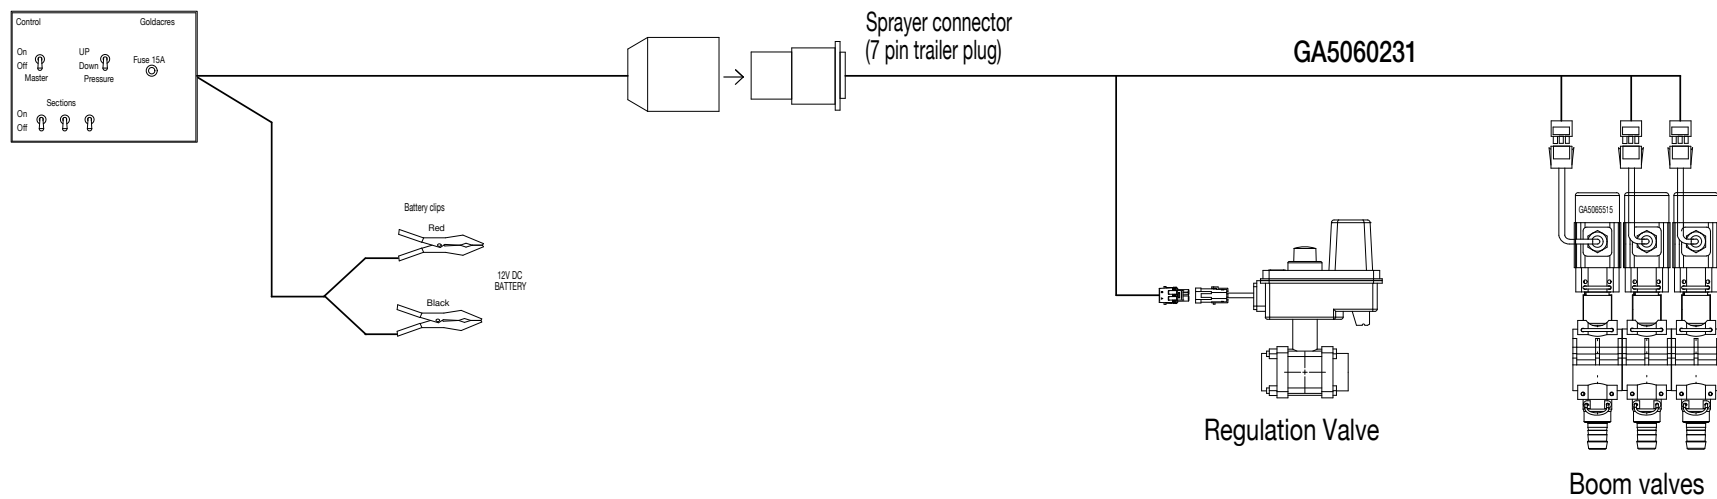 Control Goldacres
On UP
Off Down Fuse 15A
Master Pressure
Sections
On
Off
Sprayer connector
(7 pin trailer plug)
GA5060231
Battery clips
Red
12V DC
BATTERY
Black
GA5065515
Regulation Valve
Boom valves